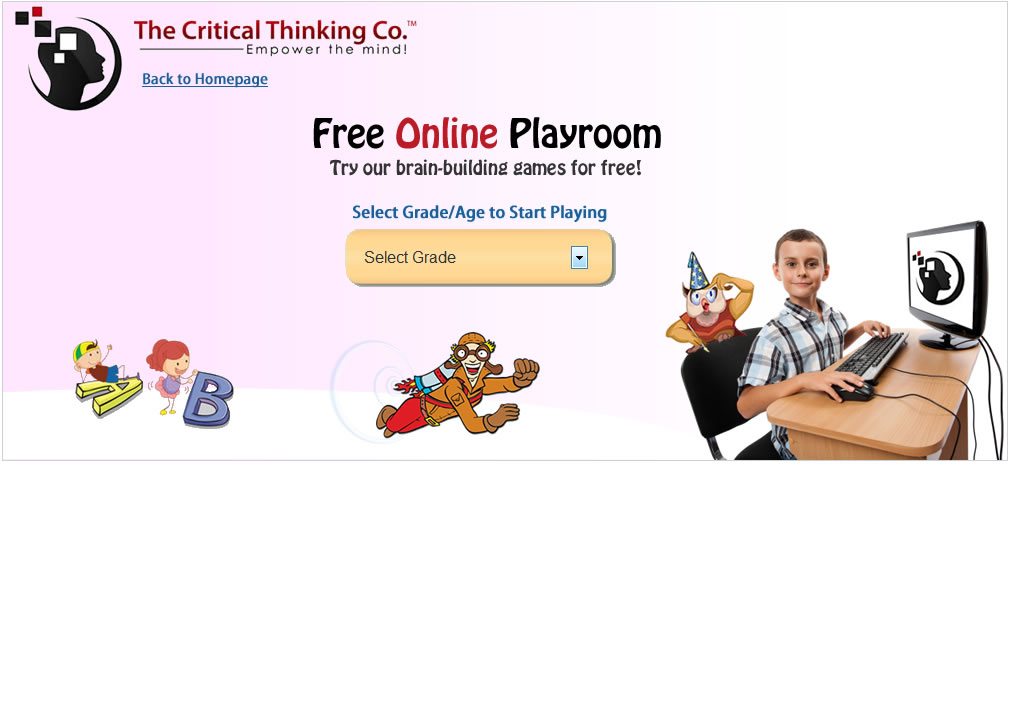 The Critical Thinking Co.™
Empower the mind!
Back to Homepage
Free Online Playroom
Try our brain-building games for free!
Select Grade/Age to Start Playing
Select Grade
A B